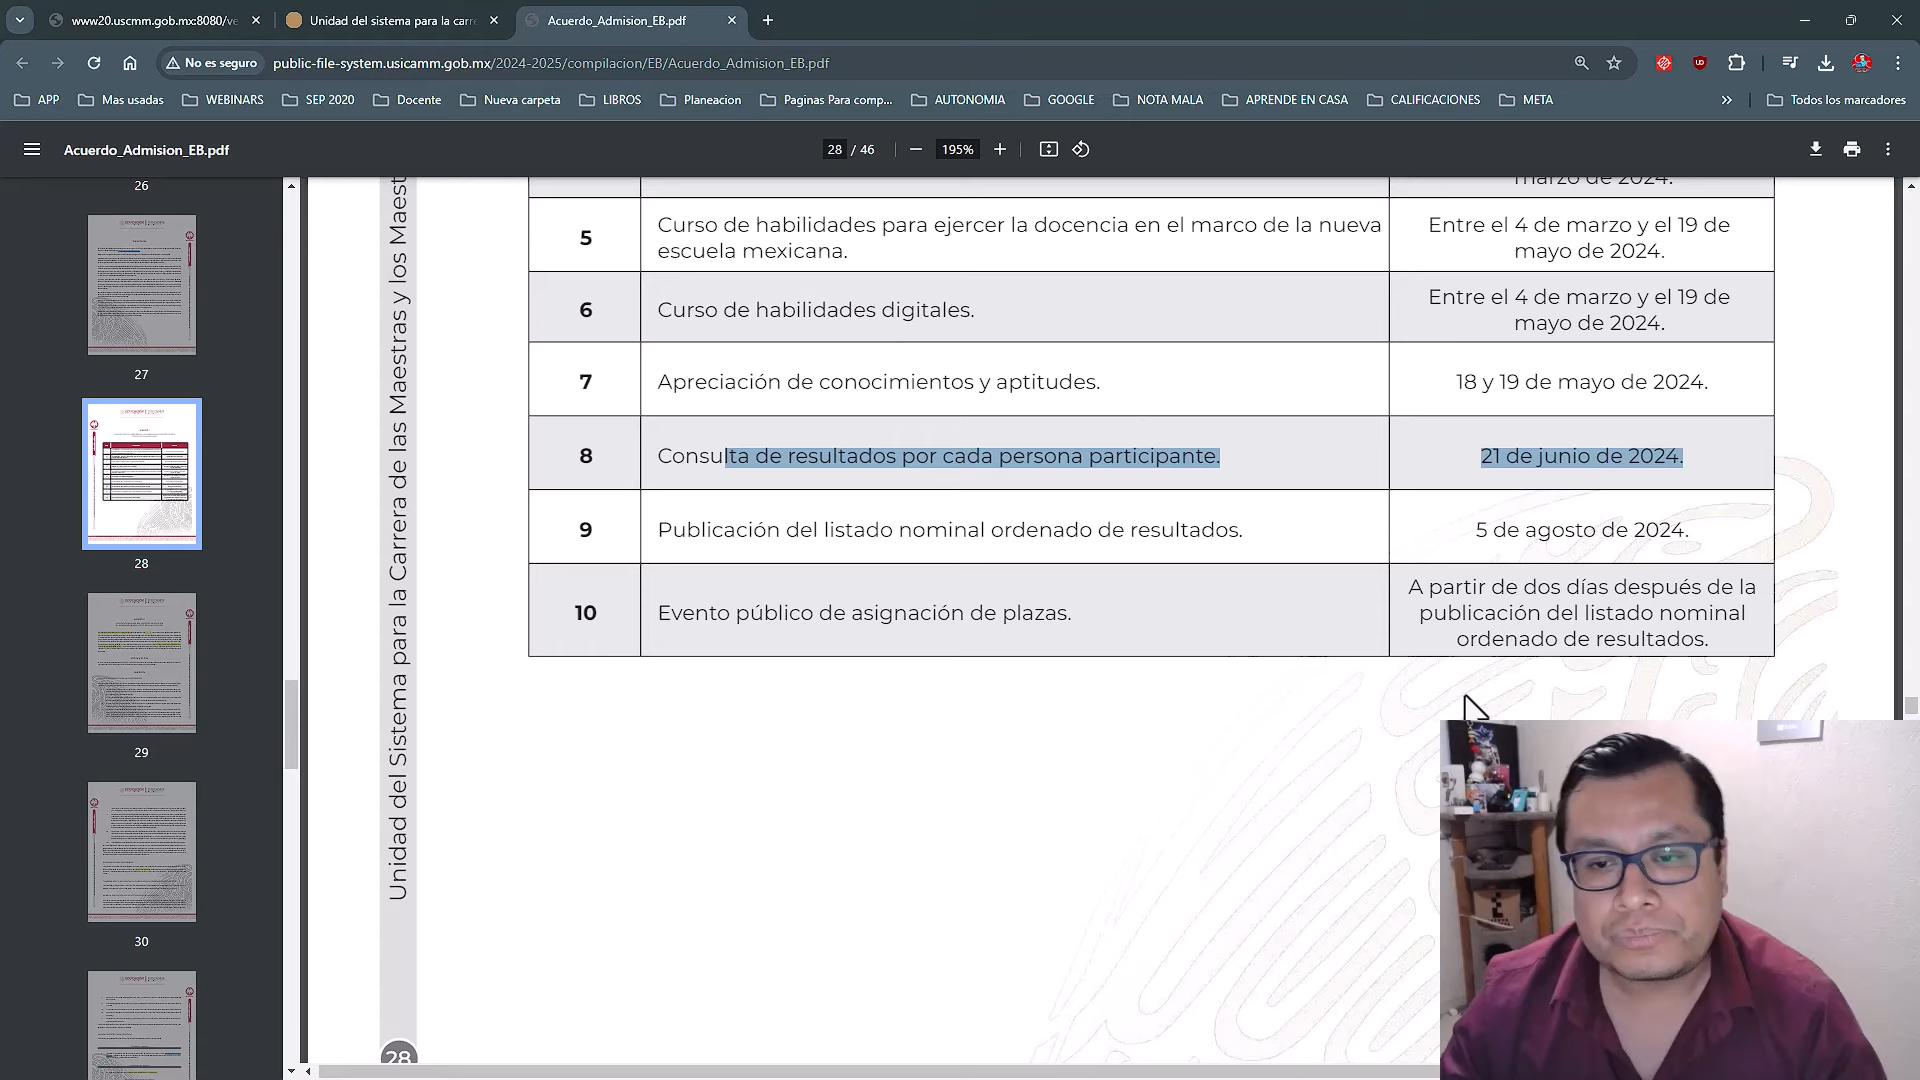 www20.uscmm.gob.mx:8080/ve
Unidad del sistema para la carre
Acuerdo_Admision_EB.pdf
No es seguro
public-file-system.usicamm.gob.mx/2024-2025/compilacion/EB/Acuerdo_Admision_EB.pdf
APP
Mas usadas
WEBINARS
SEP 2020
Docente
Nueva carpeta
LIBROS
Planeacion
Paginas Para comp...
AUTONOMIA
GOOGLE
NOTA MALA
APRENDE EN CASA
CALIFICACIONES
META
Todos los marcadores
Acuerdo_Admision_EB.pdf
28 / 46
195%
26
27
28
29
30
Unidad del Sistema para la Carrera de las Maestras y los Maest
marzo de 2024.
5
Curso de habilidades para ejercer la docencia en el marco de la nueva
escuela mexicana.
Entre el 4 de marzo y el 19 de
mayo de 2024.
6
Curso de habilidades digitales.
Entre el 4 de marzo y el 19 de
mayo de 2024.
7
Apreciación de conocimientos y aptitudes.
18 y 19 de mayo de 2024.
8
Consulta de resultados por cada persona participante.
21 de junio de 2024.
9
Publicación del listado nominal ordenado de resultados.
5 de agosto de 2024.
10
Evento público de asignación de plazas.
A partir de dos días después de la
publicación del listado nominal
ordenado de resultados.
28